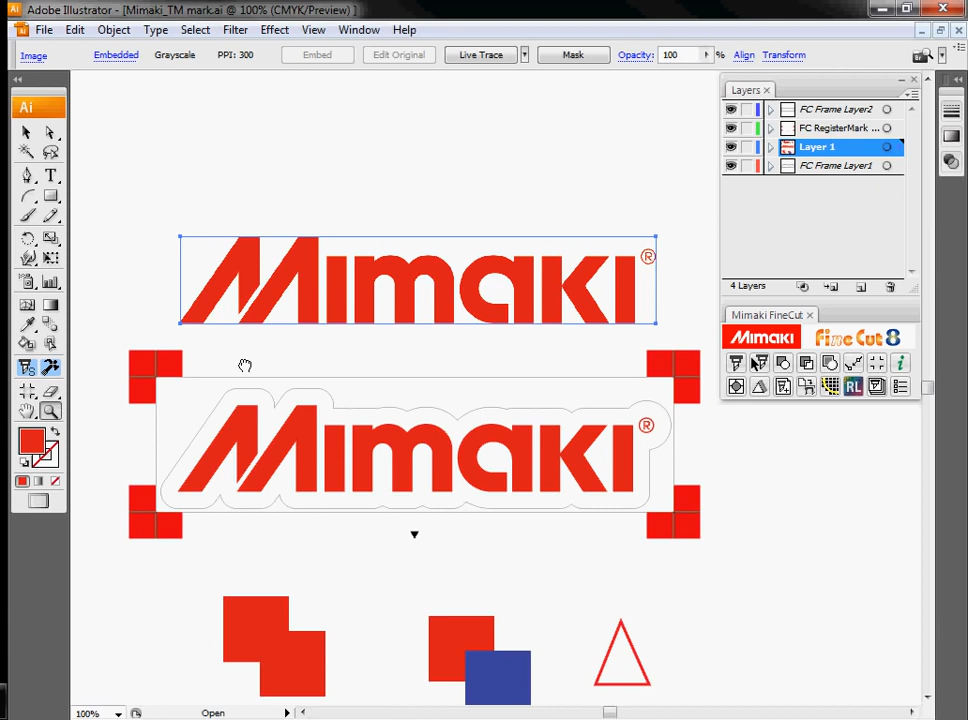 Adobe Illustrator - [Mimaki_TM mark.ai @ 100% (CMYK/Preview) ]
File Edit Object Type Select Filter Effect View Window Help
Image Embedded Grayscale PPI: 300 Embed Edit Original Live Trace Mask Opacity: 100 % Align Transform
Ai
Layers
FC Frame Layer2
FC RegisterMark ...
Layer 1
FC Frame Layer1
4 Layers
Mimaki FineCut
Mimaki Fine Cut 8
RL
Mimaki ®
Mimaki ®
100% Open